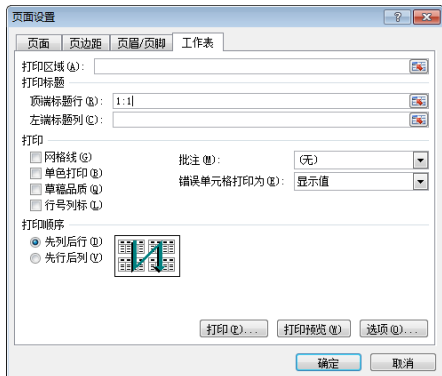 页面设置
页面 页边距 页眉/页脚 工作表
打印区域(A):
打印标题
顶端标题行(R): 1:1
左端标题列(C):
打印
网格线(G) 批注(M): (无)
单色打印(B)
错误单元格打印为(E): 显示值
草稿品质(Q)
行号列标(L)
打印顺序
先列后行(D)
先行后列(V)
打印(P)... 打印预览(W) 选项(O)...
确定 取消